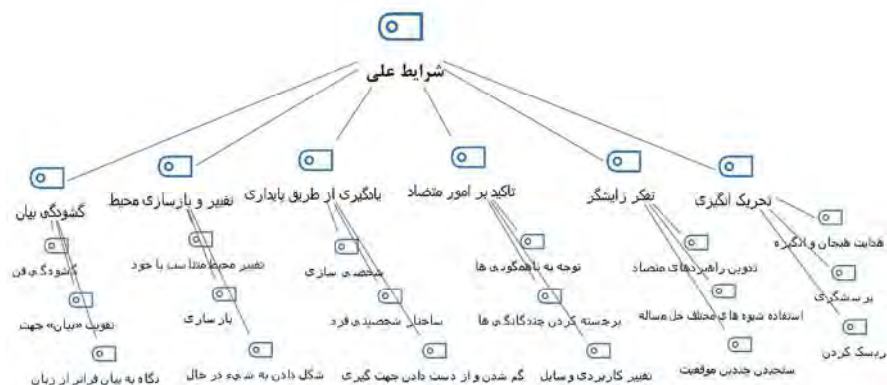 شرایط علی
تحریک انگیزی
تفکر زایشگر
تاکید بر امور متضاد
یادگیری از طریق پایداری
تغییر و بازسازی محیط
گشودگی بیان
هدایت هیجان و انگیزه
پرسشگری
ریسک کردن
تدوین راهبردهای متضاد
استفاده شیوه های مختلف حل مساله
سنجیدن چندین موقعیت
توجه به ناهمگونی ها
برجسته کردن چندگانگی ها
تغییر کاربردی وسایل
شخصی سازی
ساختار شخصیتی فرد
گم شدن و از دست دادن جهت گیری
تغییر محیط متناسب با خود
باز سازی
شکل دادن به شیء در حال
گشودگی فن
تقویت «بیان» جهت
نگاه به بیان فراتر از زبان